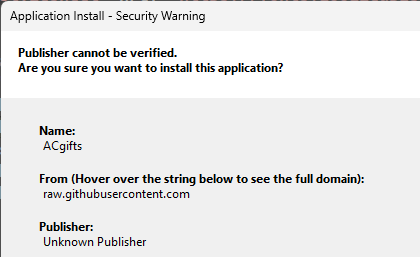 Application Install - Security Warning
Publisher cannot be verified.
Are you sure you want to install this application?
Name:
ACgifts
From (Hover over the string below to see the full domain):
raw.githubusercontent.com
Publisher:
Unknown Publisher